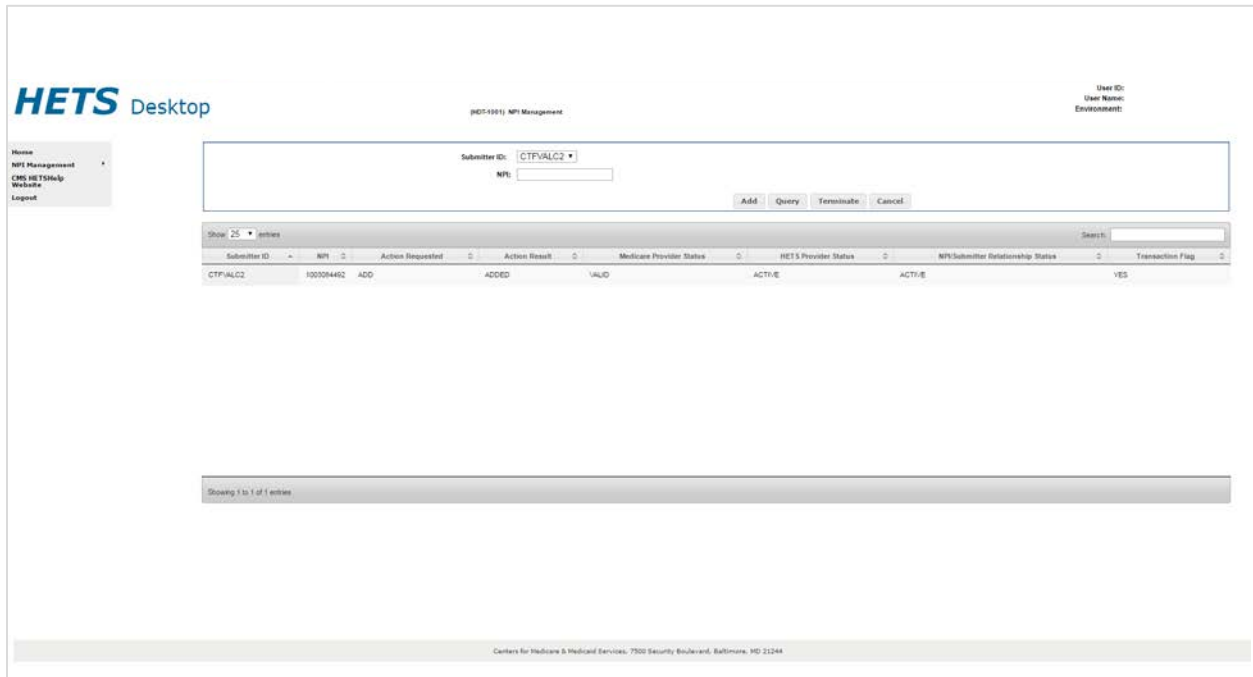 HETS Desktop
(HDT-1001) NPI Management
User ID:
User Name:
Environment:
Home
NPI Management
CMS HETSHelp
Website
Logout
Submitter ID: CTFVALC2
NPI:
Add Query Terminate Cancel
Show 25 entries Search:
Submitter ID NPI Action Requested Action Result Medicare Provider Status HETS Provider Status NPI/Submitter Relationship Status Transaction Flag
CTFVALC2 ADD ADDED VALID ACTIVE ACTIVE YES
Showing 1 to 1 of 1 entries
Centers for Medicare & Medicaid Services, 7500 Security Boulevard, Baltimore, MD 21244